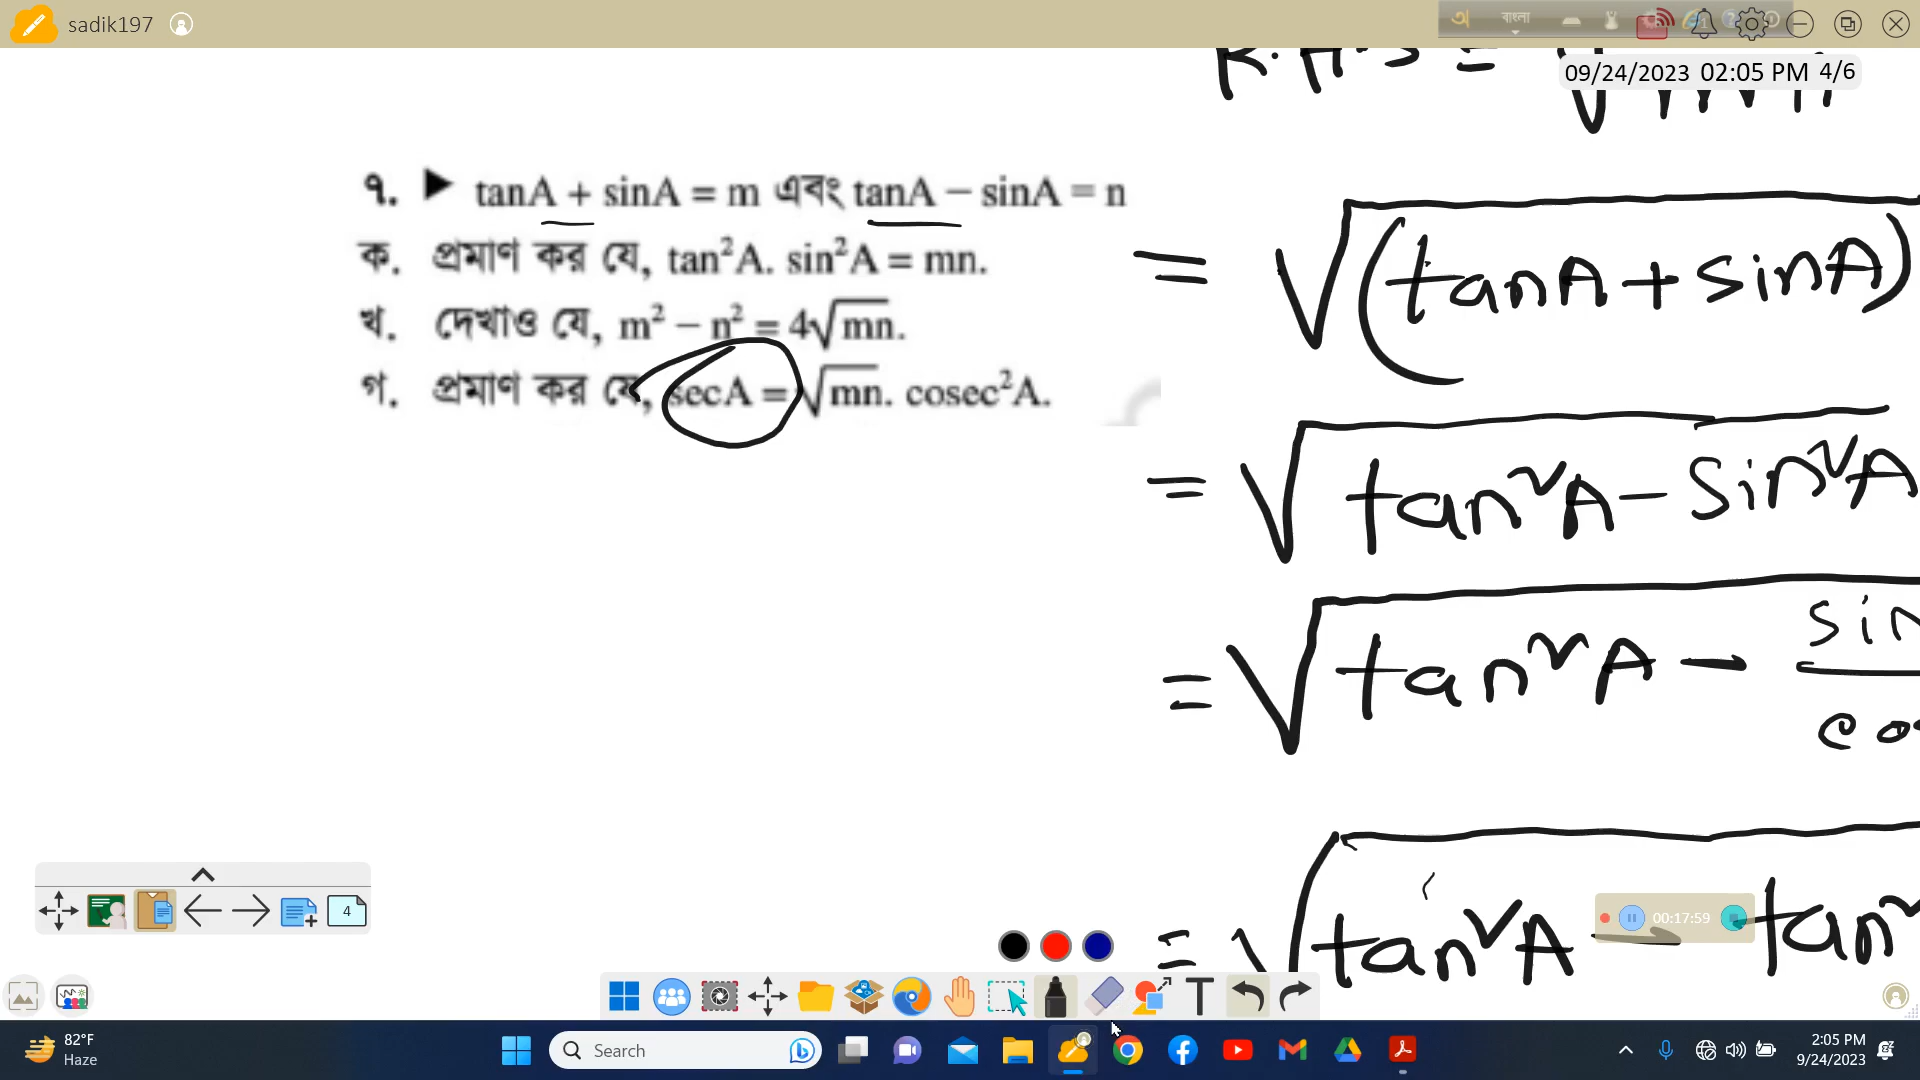 sadik197
বাংলা
R.H.S =
09/24/2023 02:05 PM 4/6
৭. ▶ tanA + sinA = m এবং tanA – sinA = n
ক. প্রমাণ কর যে, tan²A. sin²A = mn.
খ. দেখাও যে, m² – n² = 4√mn.
গ. প্রমাণ কর যে, secA = √mn. cosec²A.
= √(tanA + sinA)
= √tan²A – sin²A
= √tan²A –
= √tan²A – tan²
00:17:59
4
82°F
Haze
Search
2:05 PM
9/24/2023